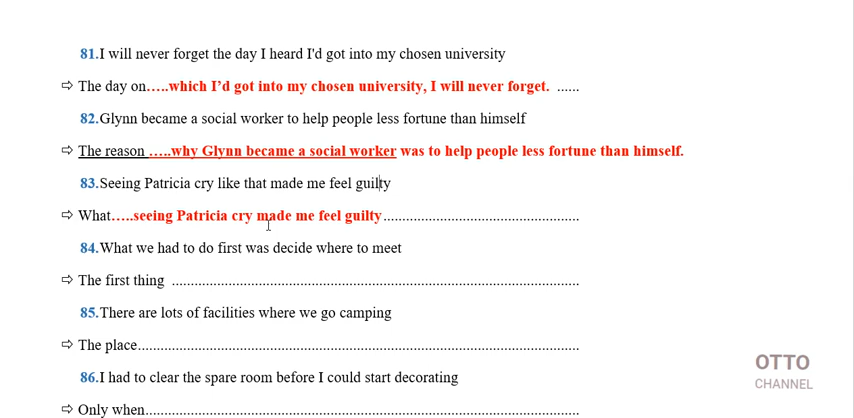 81.I will never forget the day I heard I'd got into my chosen university
⇨ The day on…..which I’d got into my chosen university, I will never forget. ......
82.Glynn became a social worker to help people less fortune than himself
⇨ The reason …..why Glynn became a social worker was to help people less fortune than himself.
83.Seeing Patricia cry like that made me feel guilty
⇨ What…..seeing Patricia cry made me feel guilty............................................................
84.What we had to do first was decide where to meet
⇨ The first thing ..........................................................................................................................
85.There are lots of facilities where we go camping
⇨ The place....................................................................................................................................
86.I had to clear the spare room before I could start decorating
⇨ Only when..................................................................................................................................
OTTO
CHANNEL